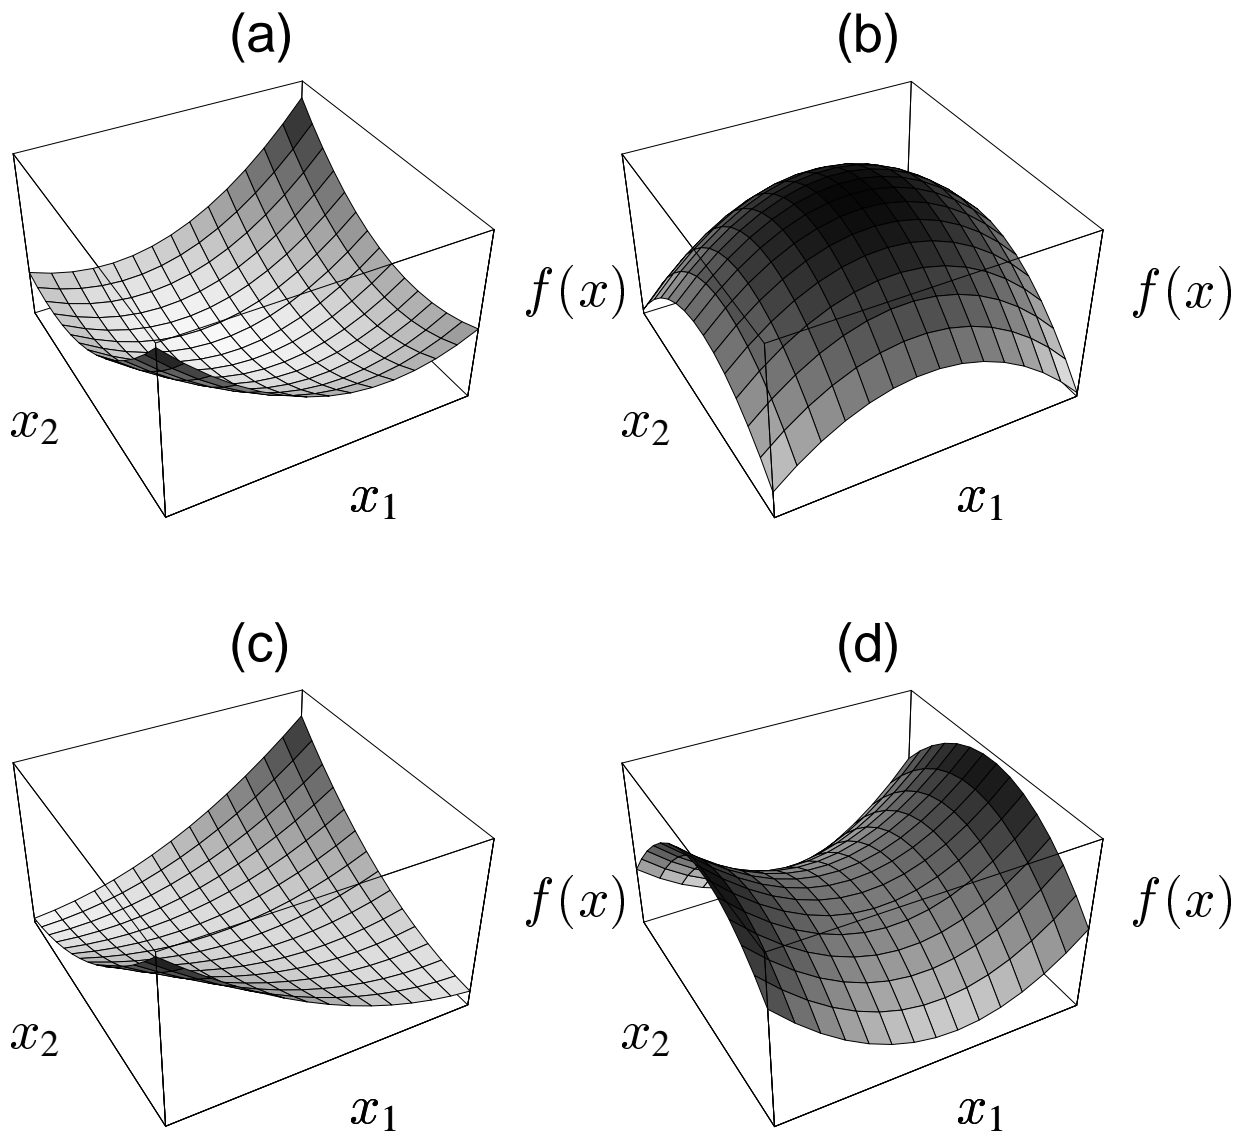 (a) (b)
f(x) f(x)
x₂ x₂
x₁ x₁
(c) (d)
f(x) f(x)
x₂ x₂
x₁ x₁